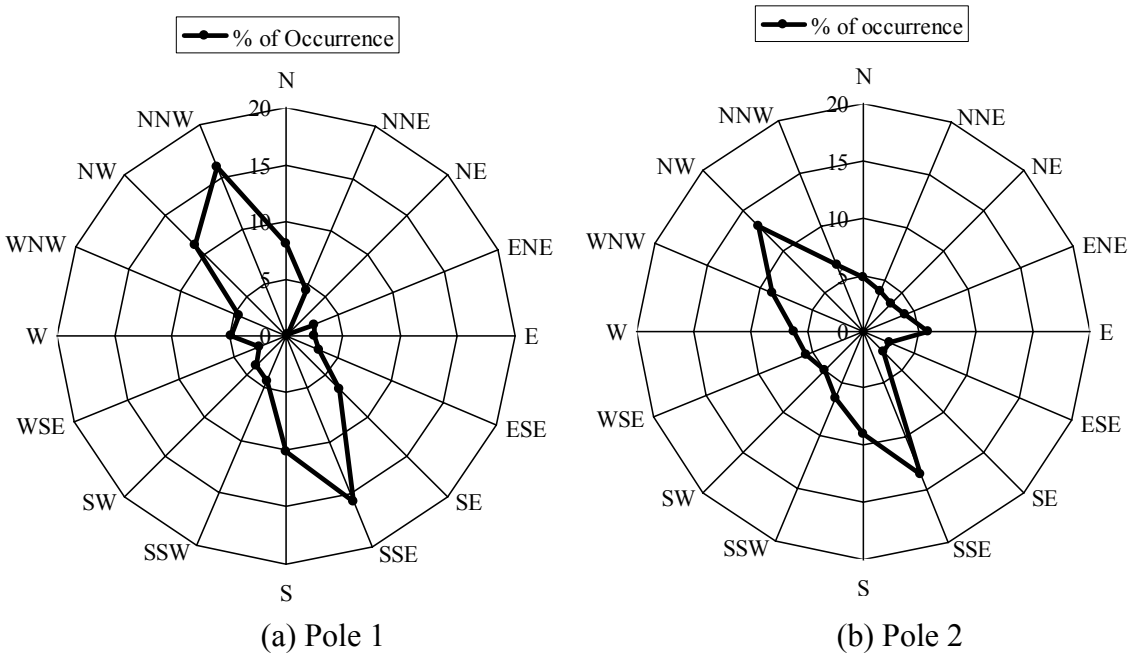 % of Occurrence
N
NNE
NE
ENE
E
ESE
SE
SSE
S
SSW
SW
WSE
W
WNW
NW
NNW
20
15
10
5
0
(a) Pole 1
% of occurrence
N
NNE
NE
ENE
E
ESE
SE
SSE
S
SSW
SW
WSE
W
WNW
NW
NNW
20
15
10
5
0
(b) Pole 2